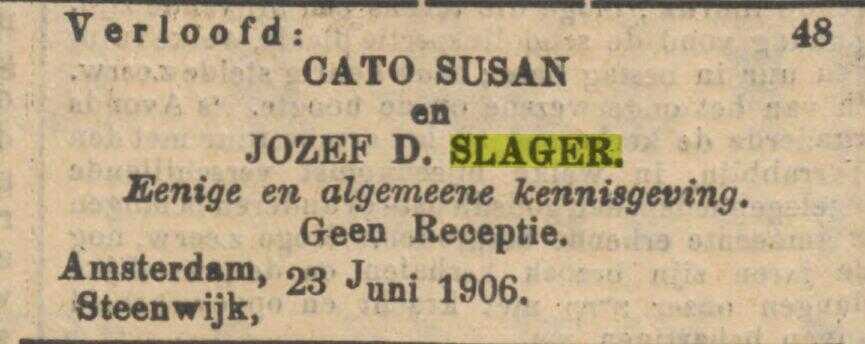 Verloofd: 48
CATO SUSAN
en
JOZEF D. SLAGER.
Eenige en algemeene kennisgeving.
Geen Receptie.
Amsterdam, 23 Juni 1906.
Steenwijk,